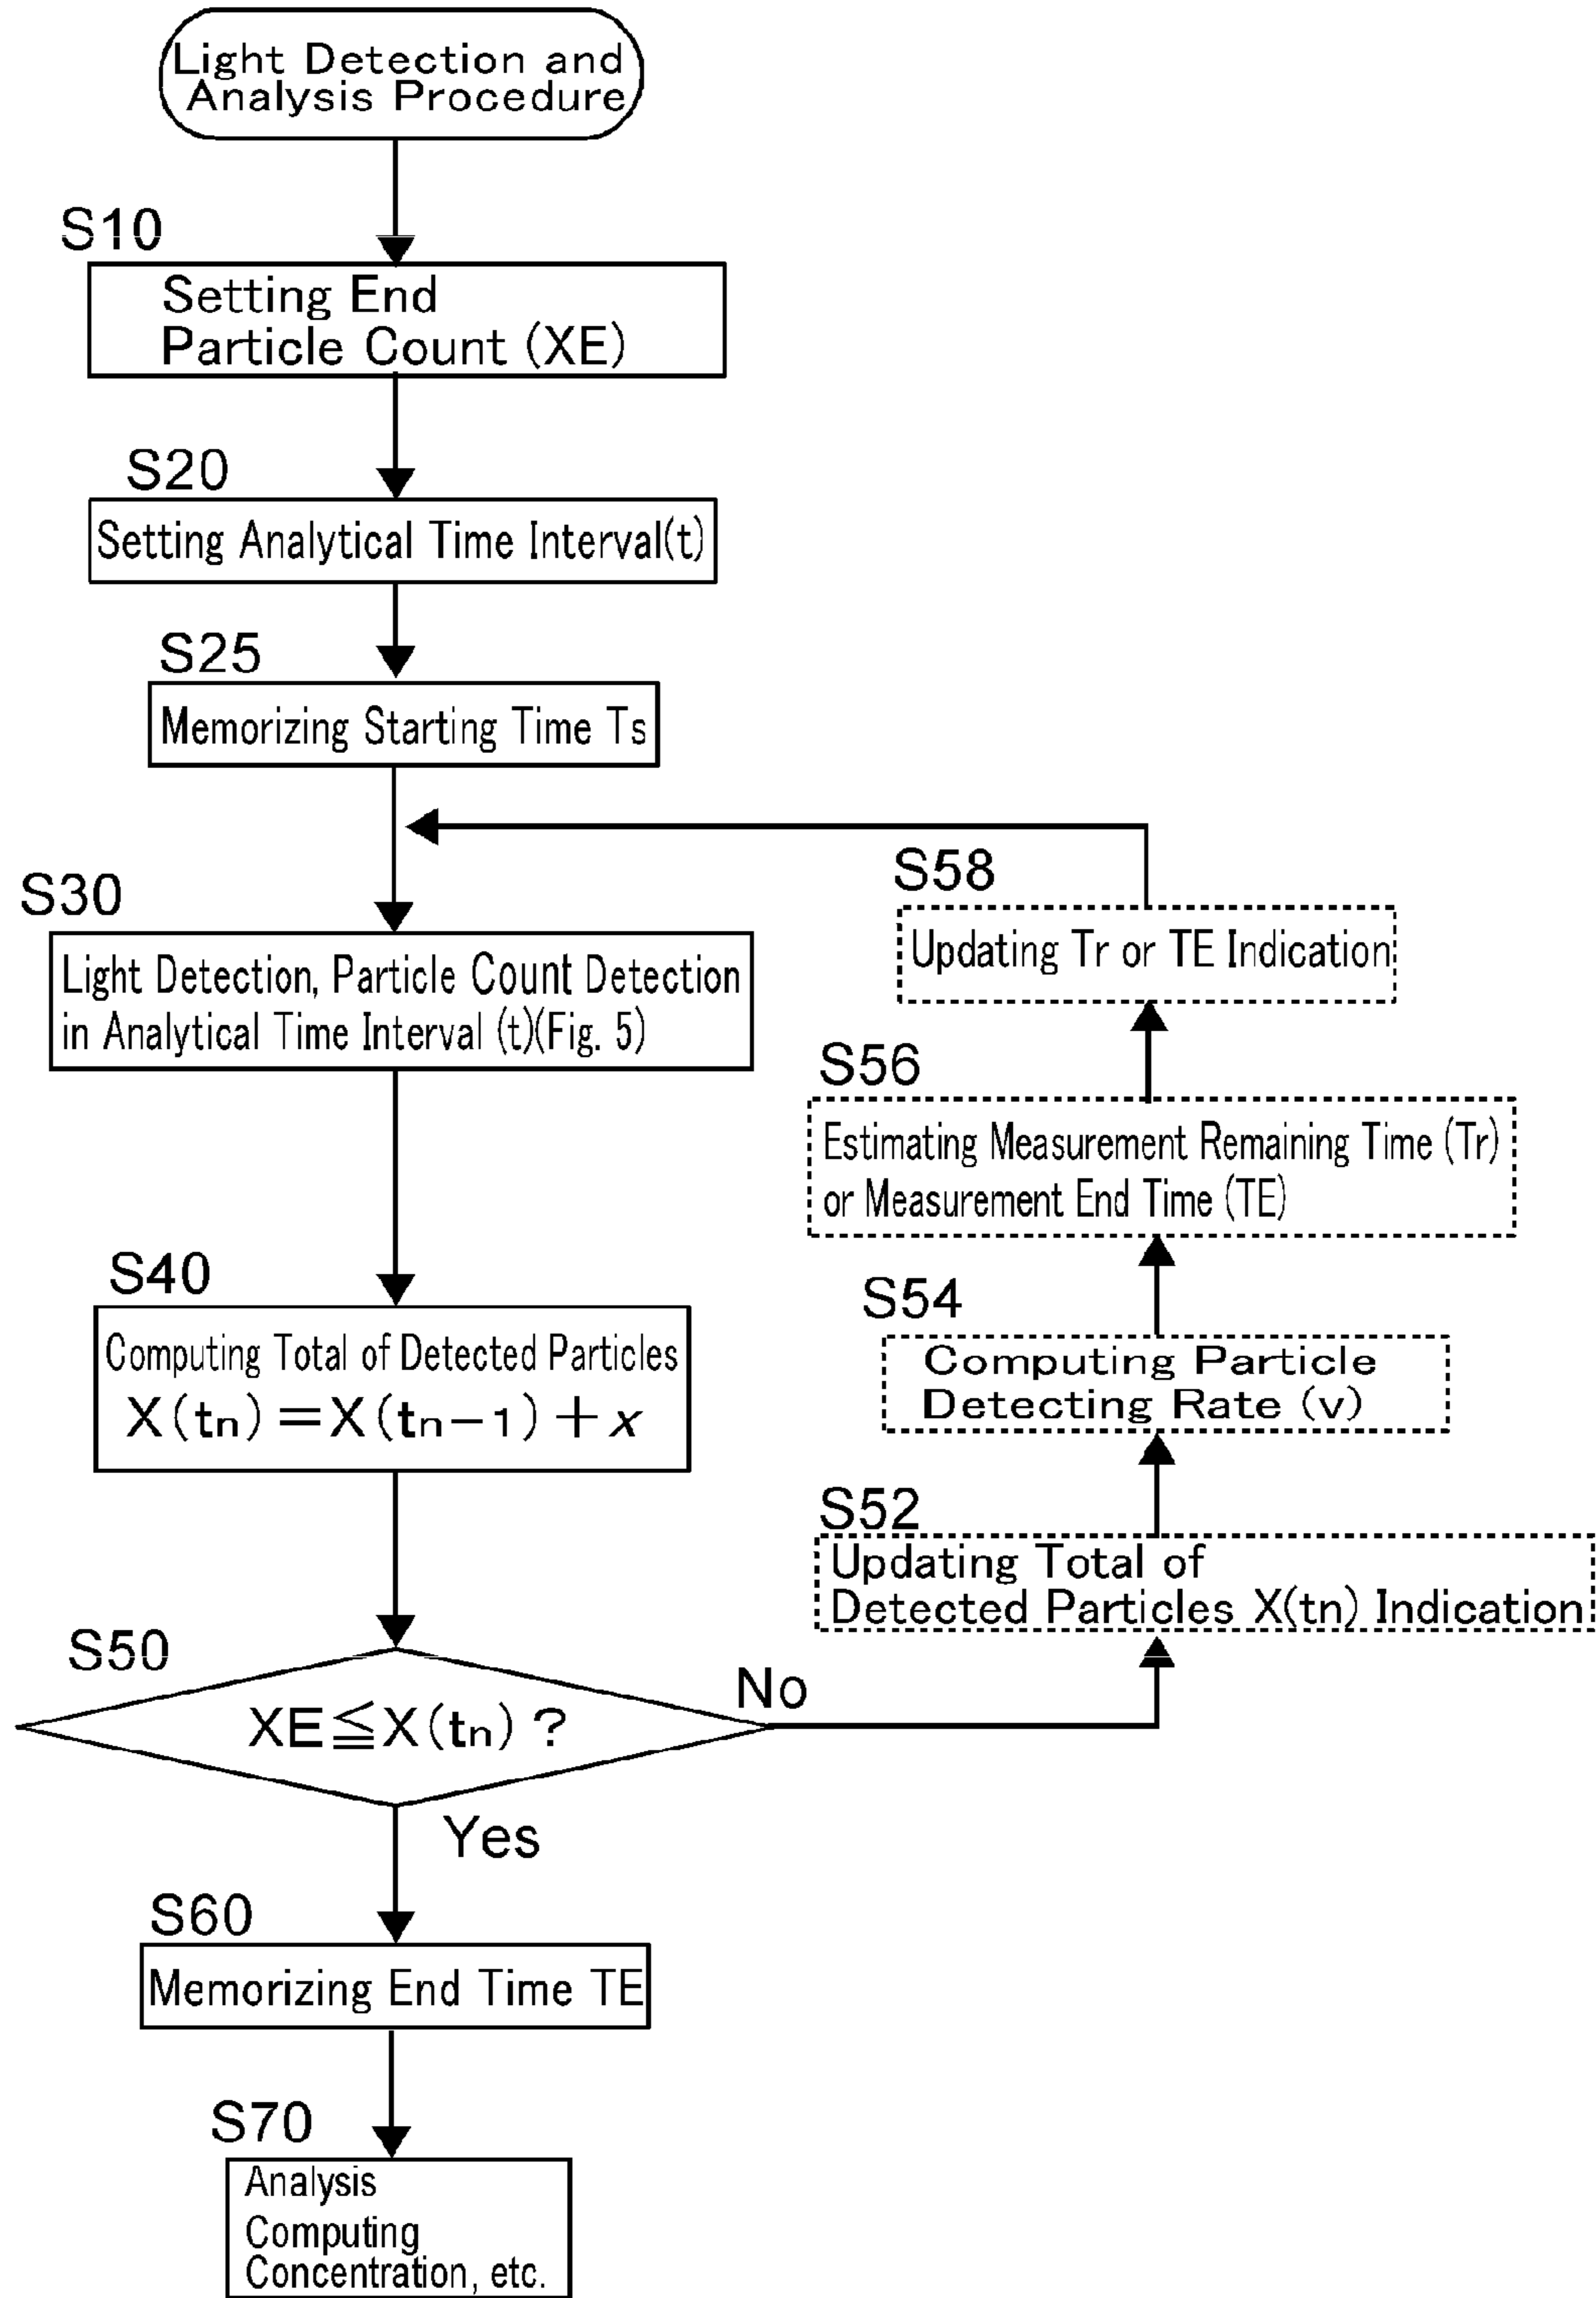 Light Detection and
Analysis Procedure
S10
Setting End
Particle Count (XE)
S20
Setting Analytical Time Interval(t)
S25
Memorizing Starting Time Ts
S30
Light Detection, Particle Count Detection
in Analytical Time Interval (t)(Fig. 5)
S40
Computing Total of Detected Particles
X(tn)=X(tn-1)+x
S50
XE≦X(tn)?
No
Yes
S52
Updating Total of
Detected Particles X(tn) Indication
S54
Computing Particle
Detecting Rate (v)
S56
Estimating Measurement Remaining Time (Tr)
or Measurement End Time (TE)
S58
Updating Tr or TE Indication
S60
Memorizing End Time TE
S70
Analysis
Computing
Concentration, etc.